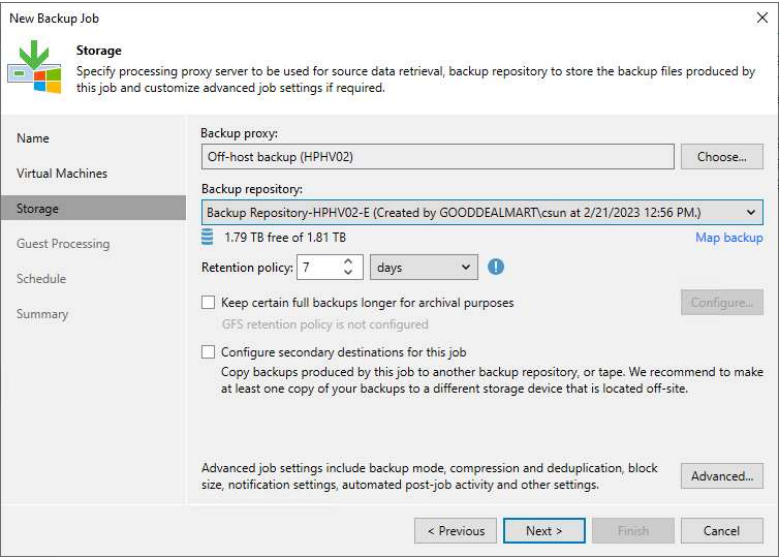 New Backup Job
Storage
Specify processing proxy server to be used for source data retrieval, backup repository to store the backup files produced by
this job and customize advanced job settings if required.
Name
Virtual Machines
Storage
Guest Processing
Schedule
Summary
Backup proxy:
Off-host backup (HPHV02)
Choose...
Backup repository:
Backup Repository-HPHV02-E (Created by GOODDEALMART\csun at 2/21/2023 12:56 PM.)
1.79 TB free of 1.81 TB
Map backup
Retention policy: 7 days
Keep certain full backups longer for archival purposes
Configure...
GFS retention policy is not configured
Configure secondary destinations for this job
Copy backups produced by this job to another backup repository, or tape. We recommend to make
at least one copy of your backups to a different storage device that is located off-site.
Advanced job settings include backup mode, compression and deduplication, block
size, notification settings, automated post-job activity and other settings.
Advanced...
< Previous
Next >
Finish
Cancel